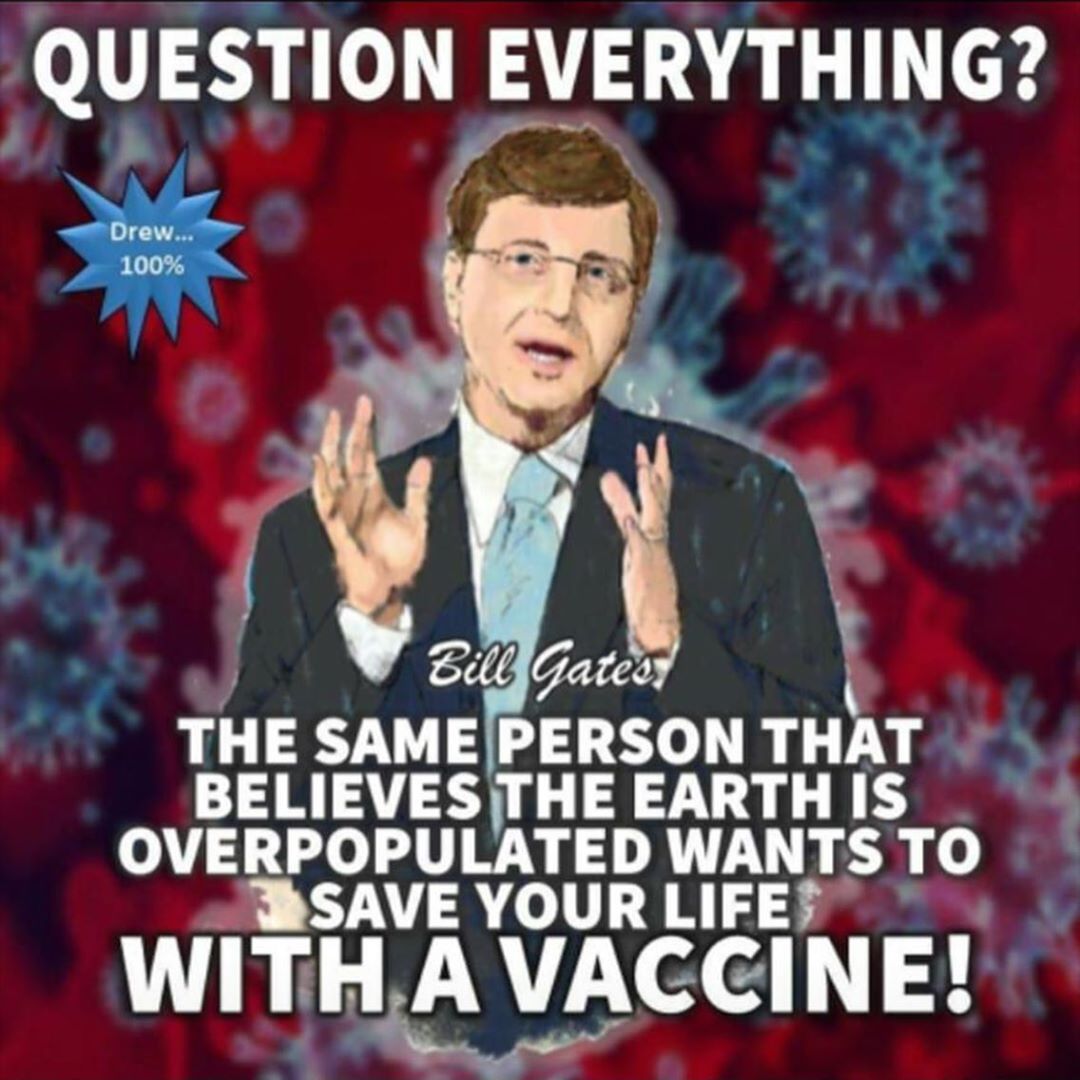 QUESTION EVERYTHING?
Drew...
100%
Bill Gates,
THE SAME PERSON THAT
BELIEVES THE EARTH IS
OVERPOPULATED WANTS TO
SAVE YOUR LIFE
WITH A VACCINE!